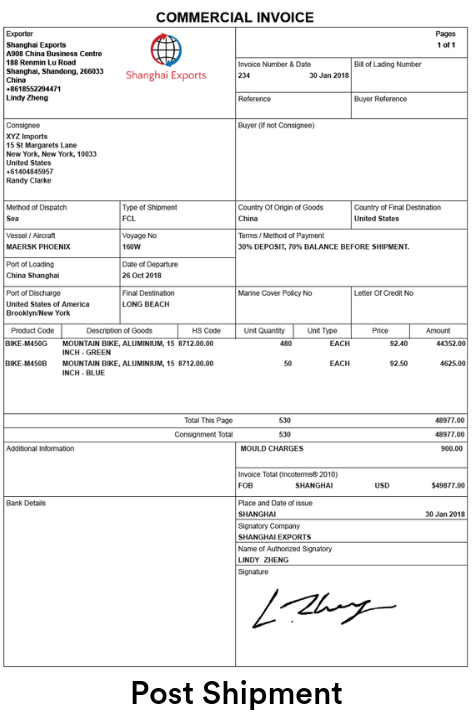 COMMERCIAL INVOICE
Exporter
Shanghai Exports
A908 China Business Centre
188 Renmin Lu Road
Shanghai, Shandong, 266033
China
+8618552294471
Lindy Zheng
Shanghai Exports
Pages
1 of 1
Invoice Number & Date
234 30 Jan 2018
Bill of Lading Number
Reference
Buyer Reference
Consignee
XYZ Imports
15 St Margarets Lane
New York, New York, 10033
United States
+61404845957
Randy Clarke
Buyer (If not Consignee)
Method of Dispatch
Sea
Type of Shipment
FCL
Country Of Origin of Goods
China
Country of Final Destination
United States
Vessel / Aircraft
MAERSK PHOENIX
Voyage No
160W
Terms / Method of Payment
30% DEPOSIT, 70% BALANCE BEFORE SHIPMENT.
Port of Loading
China Shanghai
Date of Departure
26 Oct 2018
Port of Discharge
United States of America
Brooklyn/New York
Final Destination
LONG BEACH
Marine Cover Policy No
Letter Of Credit No
Product Code Description of Goods HS Code Unit Quantity Unit Type Price Amount
BIKE-M450G MOUNTAIN BIKE, ALUMINIUM, 15 8712.00.00 480 EACH 92.40 44352.00
INCH - GREEN
BIKE-M450B MOUNTAIN BIKE, ALUMINIUM, 15 8712.00.00 50 EACH 92.50 4625.00
INCH - BLUE
Total This Page 530 48977.00
Consignment Total 530 48977.00
Additional Information
MOULD CHARGES 900.00
Invoice Total (Incoterms® 2010)
FOB SHANGHAI USD $49877.00
Bank Details
Place and Date of issue
SHANGHAI 30 Jan 2018
Signatory Company
SHANGHAI EXPORTS
Name of Authorized Signatory
LINDY ZHENG
Signature
L. Zheng
Post Shipment